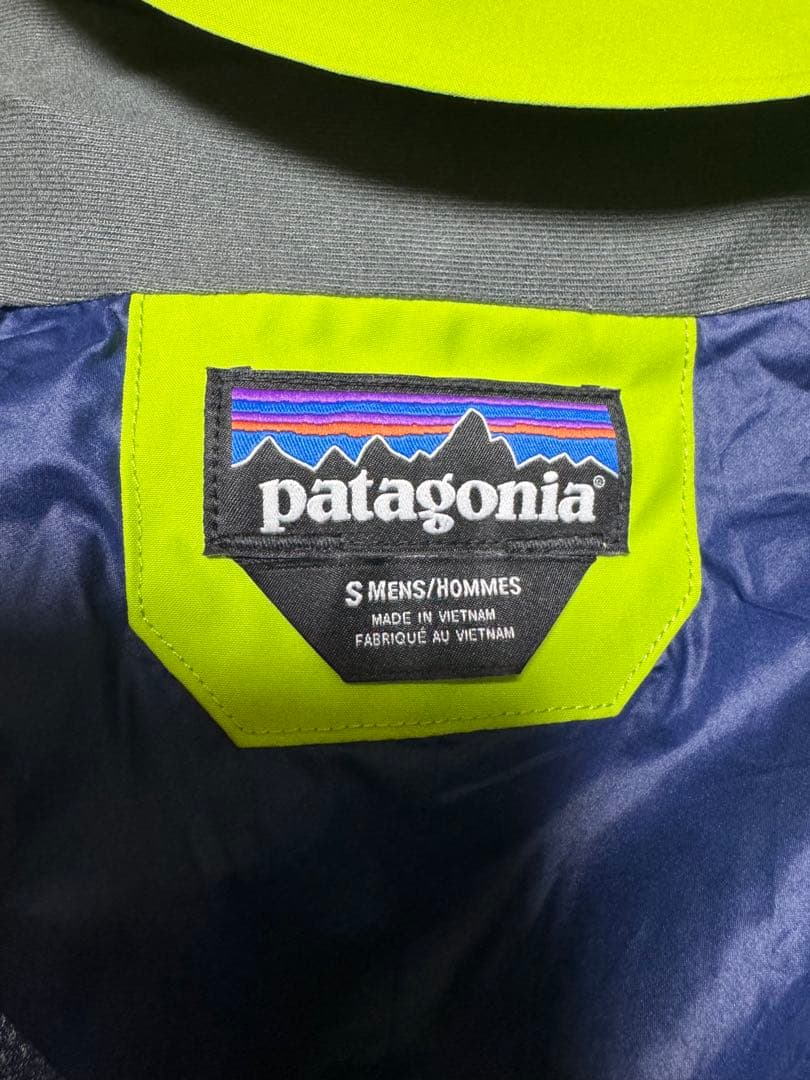 patagonia®
S MENS/HOMMES
MADE IN VIETNAM
FABRIQUÉ AU VIETNAM